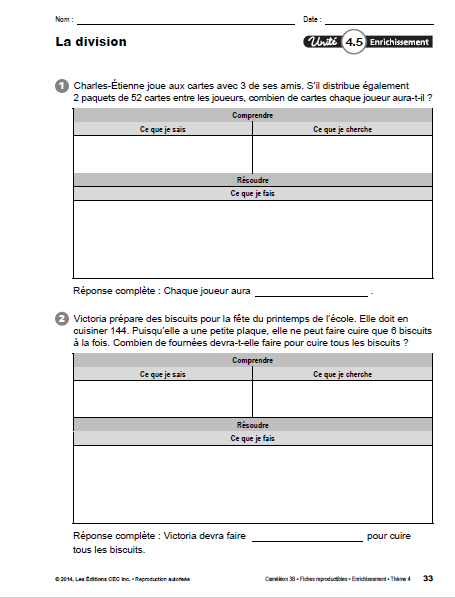 Nom : Date :
La division
Unité 4.5 Enrichissement
1 Charles-Étienne joue aux cartes avec 3 de ses amis. S'il distribue également
2 paquets de 52 cartes entre les joueurs, combien de cartes chaque joueur aura-t-il ?
Comprendre
Ce que je sais Ce que je cherche
Résoudre
Ce que je fais
Réponse complète : Chaque joueur aura .
2 Victoria prépare des biscuits pour la fête du printemps de l'école. Elle doit en
cuisiner 144. Puisqu'elle a une petite plaque, elle ne peut faire cuire que 6 biscuits
à la fois. Combien de fournées devra-t-elle faire pour cuire tous les biscuits ?
Comprendre
Ce que je sais Ce que je cherche
Résoudre
Ce que je fais
Réponse complète : Victoria devra faire pour cuire
tous les biscuits.
© 2014, Les Éditions CEC inc. • Reproduction autorisée Caméléon 3B • Fiches reproductibles • Enrichissement • Thème 4 33